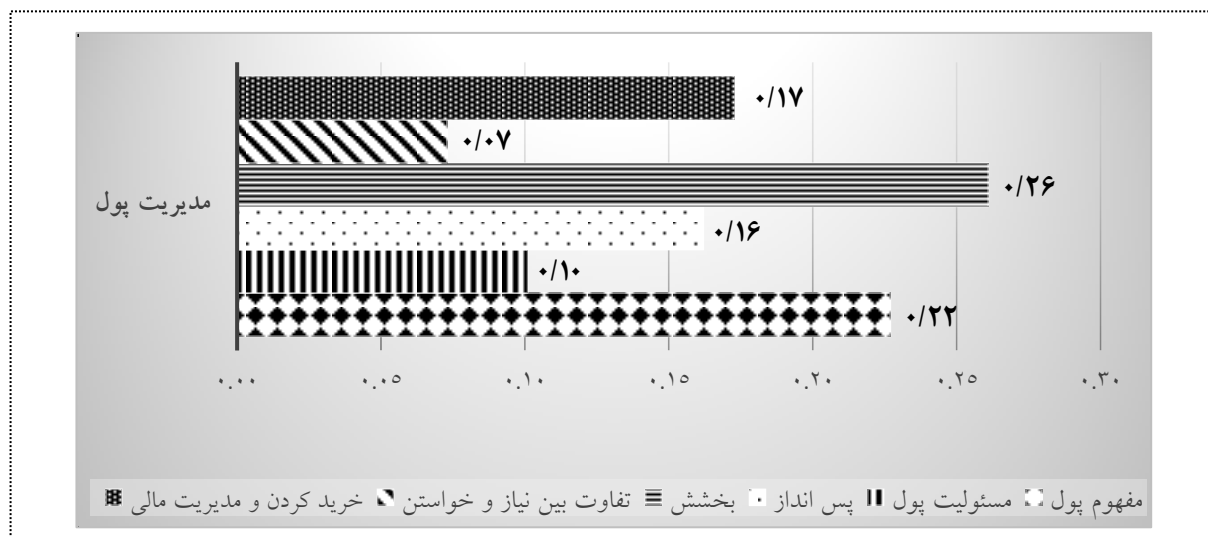 ۰/۱۷
۰/۰۷
۰/۲۶
مدیریت پول
۰/۱۶
۰/۱۰
۰/۲۲
۰.۰۰ ۰.۰۵ ۰.۱۰ ۰.۱۵ ۰.۲۰ ۰.۲۵ ۰.۳۰
مفهوم پول مسئولیت پول پس انداز بخشش تفاوت بین نیاز و خواستن خرید کردن و مدیریت مالی